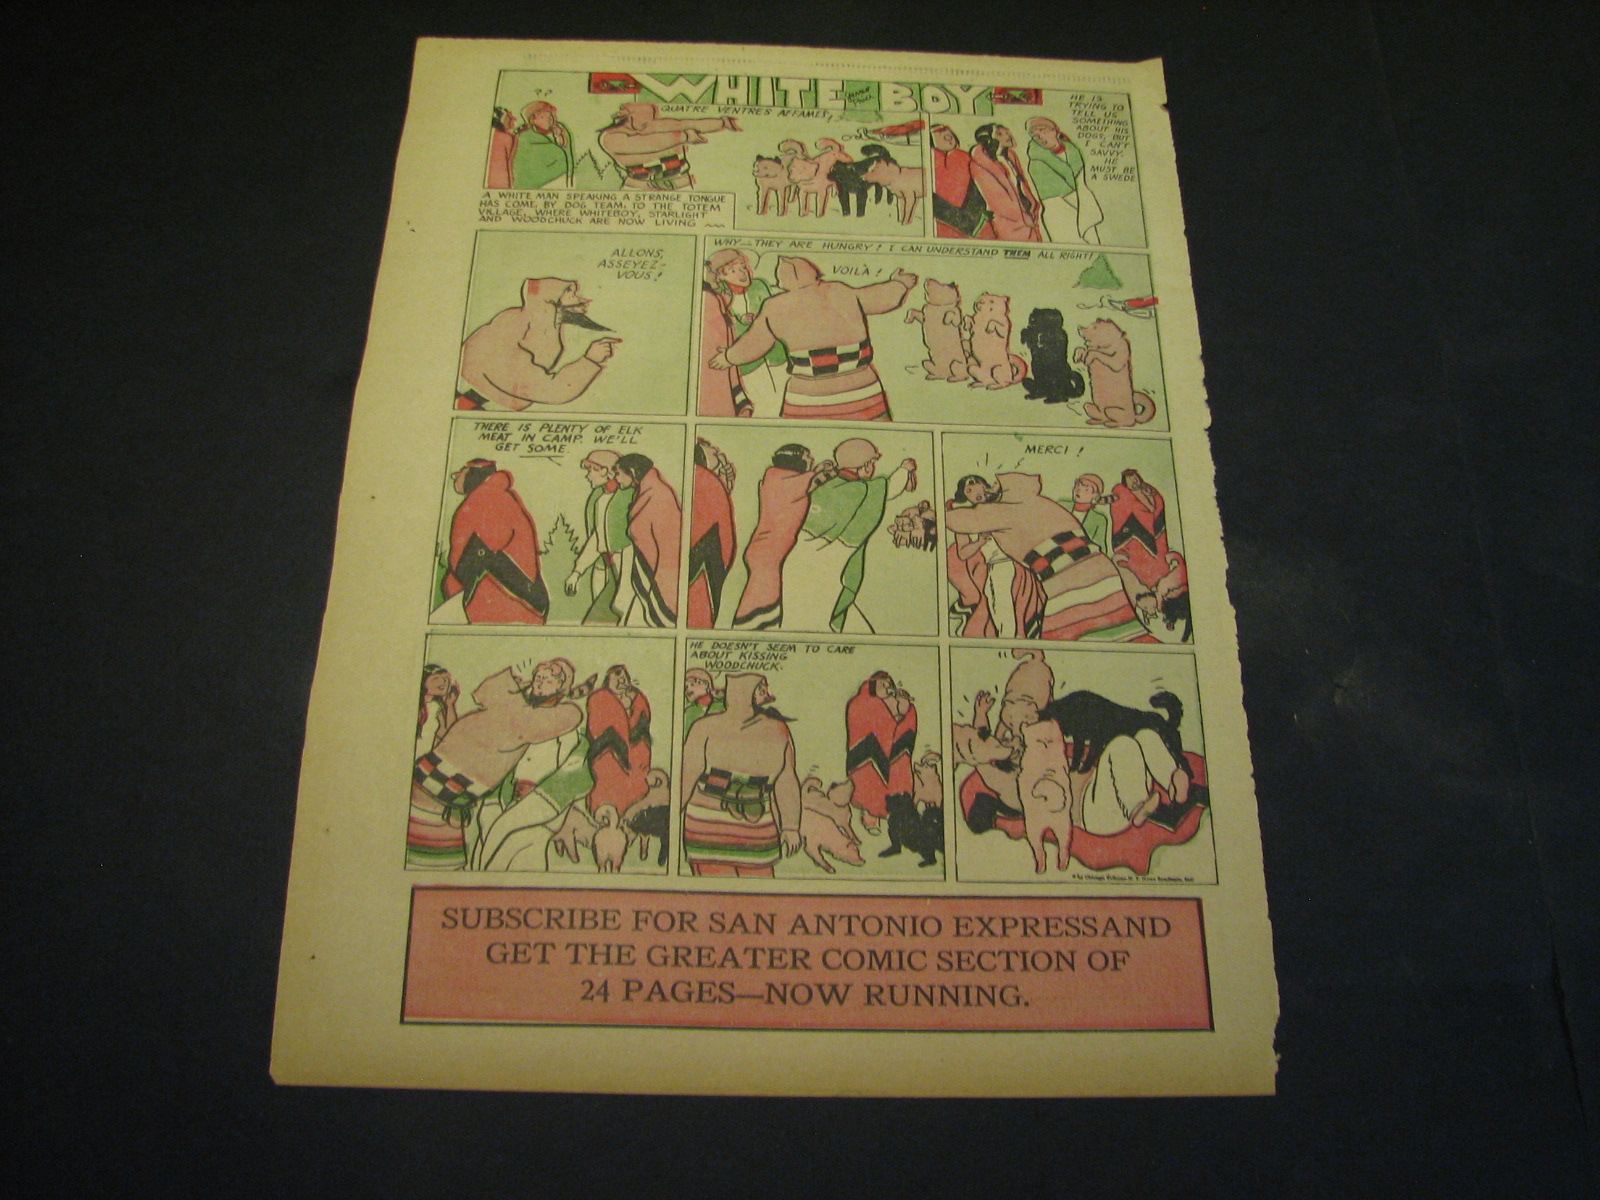 WHITE BOY
QUATRE VENTRES AFFAMES!
??
A WHITE MAN SPEAKING A STRANGE TONGUE
HAS COME, BY DOG TEAM, TO THE TOTEM
VILLAGE, WHERE WHITEBOY, STARLIGHT
AND WOODCHUCK ARE NOW LIVING
HE IS
TRYING TO
TELL US
SOMETHING
ABOUT HIS
DOGS, BUT
I CAN'T
SAVVY.
HE
MUST BE
A SWEDE
ALLONS,
ASSEYEZ-
VOUS!
WHY—THEY ARE HUNGRY! I CAN UNDERSTAND THEM ALL RIGHT!
VOILÀ!
THERE IS PLENTY OF ELK
MEAT IN CAMP. WE'LL
GET SOME.
MERCI!
HE DOESN'T SEEM TO CARE
ABOUT KISSING
WOODCHUCK.
SUBSCRIBE FOR SAN ANTONIO EXPRESSAND
GET THE GREATER COMIC SECTION OF
24 PAGES—NOW RUNNING.